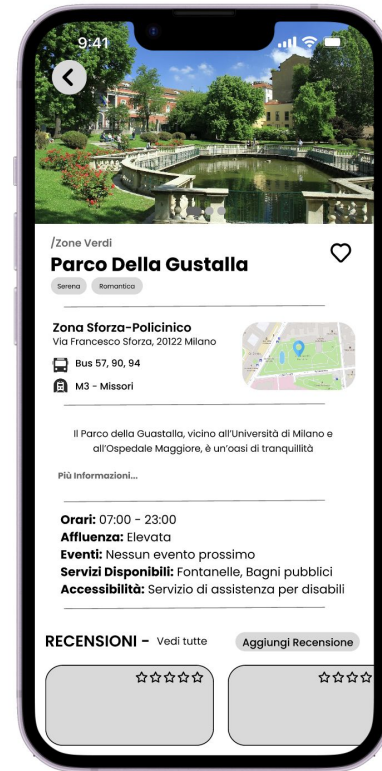 9:41
/Zone Verdi
Parco Della Gustalla
Serena Romantica
Zona Sforza-Policinico
Via Francesco Sforza, 20122 Milano
Bus 57, 90, 94
M3 - Missori
Il Parco della Guastalla, vicino all'Università di Milano e
all'Ospedale Maggiore, è un'oasi di tranquillità
Più Informazioni...
Orari: 07:00 - 23:00
Affluenza: Elevata
Eventi: Nessun evento prossimo
Servizi Disponibili: Fontanelle, Bagni pubblici
Accessibilità: Servizio di assistenza per disabili
RECENSIONI - Vedi tutte Aggiungi Recensione